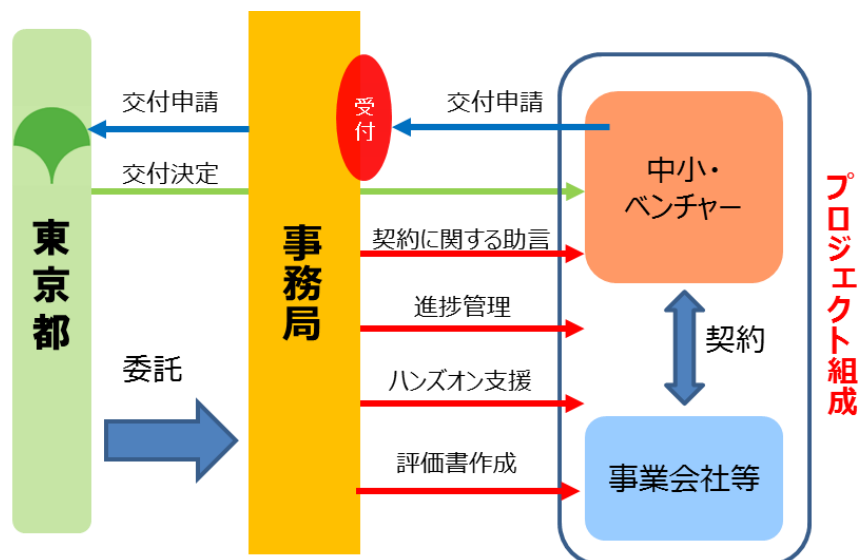 交付申請
受付
交付申請
交付決定
中小・
ベンチャー
東京都
事務局
契約に関する助言
進捗管理
契約
委託
ハンズオン支援
評価書作成
事業会社等
プロジェクト組成